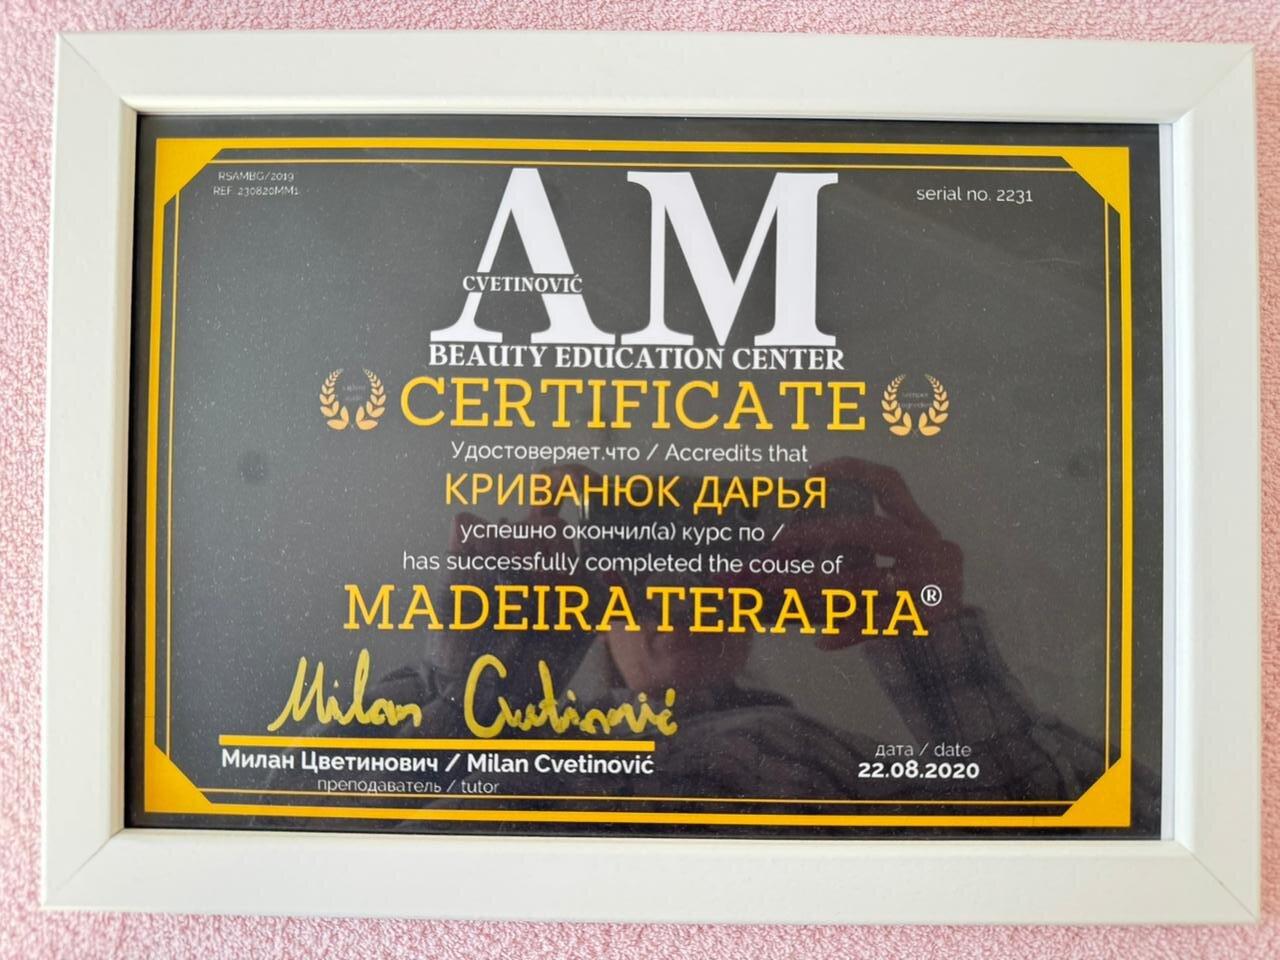 RSAMBG/2019
REF. 230820MM1
serial no. 2231
AM
CVETINOVIĆ
BEAUTY EDUCATION CENTER
CERTIFICATE
Удостоверяет,что / Accredits that
КРИВАНЮК ДАРЬЯ
успешно окончил(а) курс по /
has successfully completed the couse of
MADEIRATERAPIA®
Milan Cvetinović
Милан Цветинович / Milan Cvetinović
преподаватель / tutor
дата / date
22.08.2020